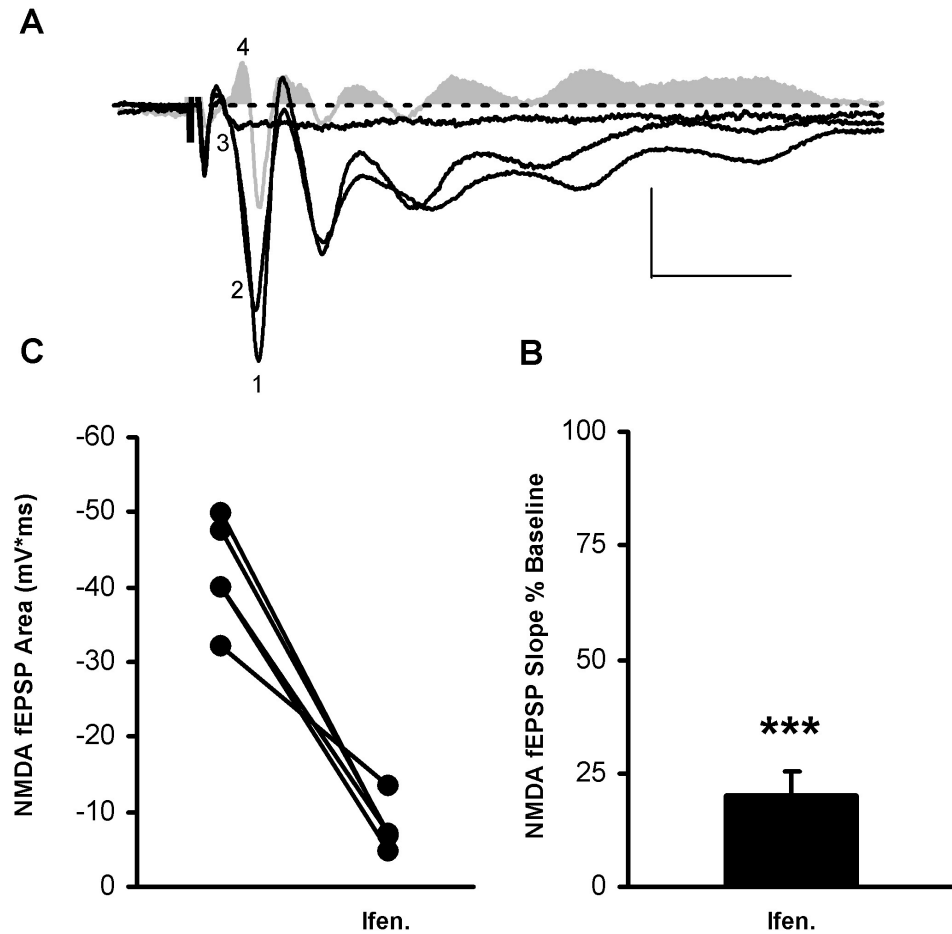 A
4
3
2
1
C
NMDA fEPSP Area (mV*ms)
-60
-50
-40
-30
-20
-10
0
Ifen.
B
NMDA fEPSP Slope % Baseline
100
75
50
25
0
***
Ifen.